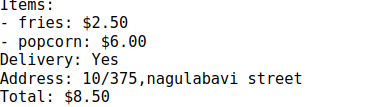 Items:
- fries: $2.50
- popcorn: $6.00
Delivery: Yes
Address: 10/375,nagulabavi street
Total: $8.50